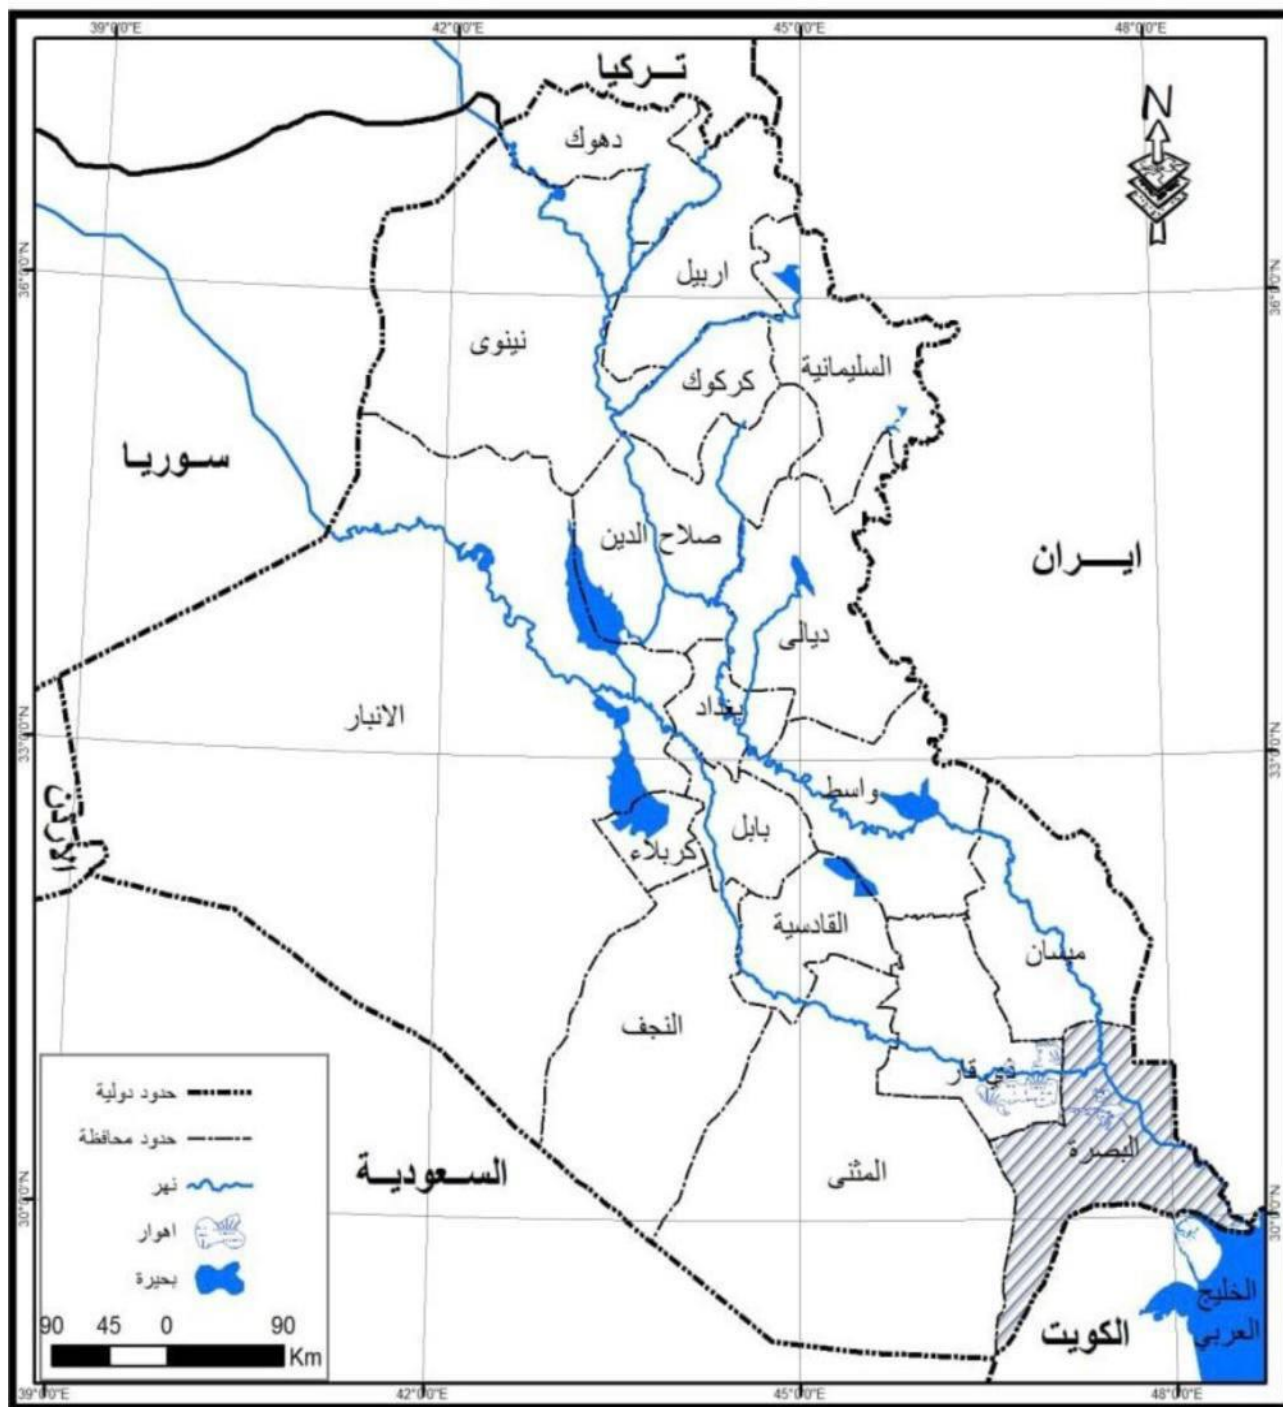 39°0'0"E
42°0'0"E
45°0'0"E
48°0'0"E
تـركيا
N
دهوك
36°0'0"N
اربيل
36°0'0"N
نينوى
السليمانية
كركوك
سـوريـا
صلاح الدين
ايـــران
ديالى
الانبار
بغداد
33°0'0"N
33°0'0"N
واسط
الاردن
بابل
كربلاء
القادسية
ميسان
النجف
ذي قار
البصرة
السـعوديـة
المثنى
30°0'0"N
30°0'0"N
الخليج
العربي
الكويت
حدود دولية
حدود محافظة
نهر
اهوار
بحيرة
90 45 0 90
Km
39°0'0"E
42°0'0"E
45°0'0"E
48°0'0"E